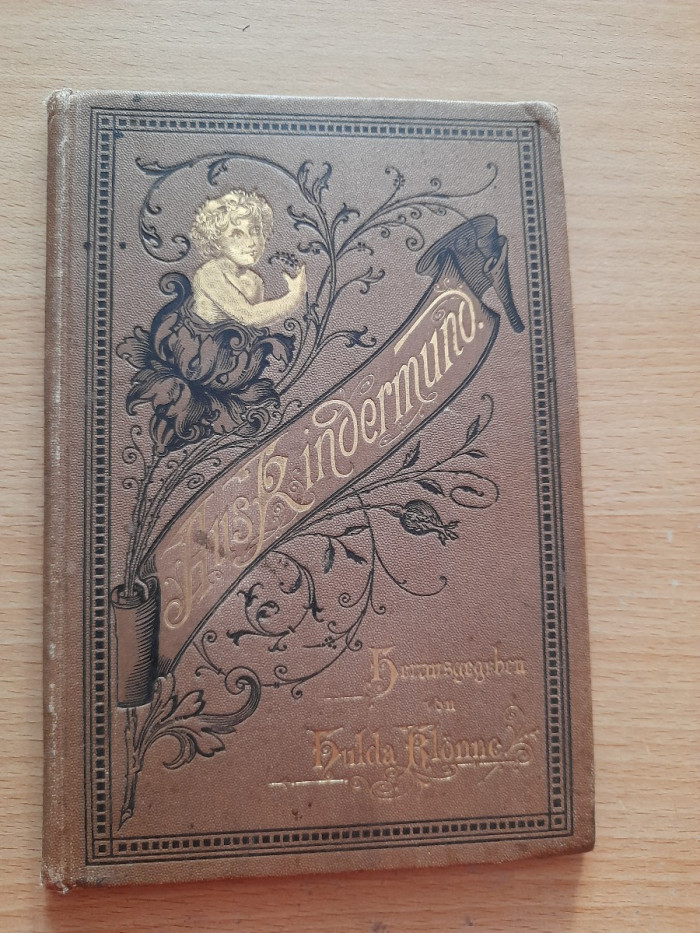 Aus Kindermund.
Herausgegeben
von
Hulda Klönne.